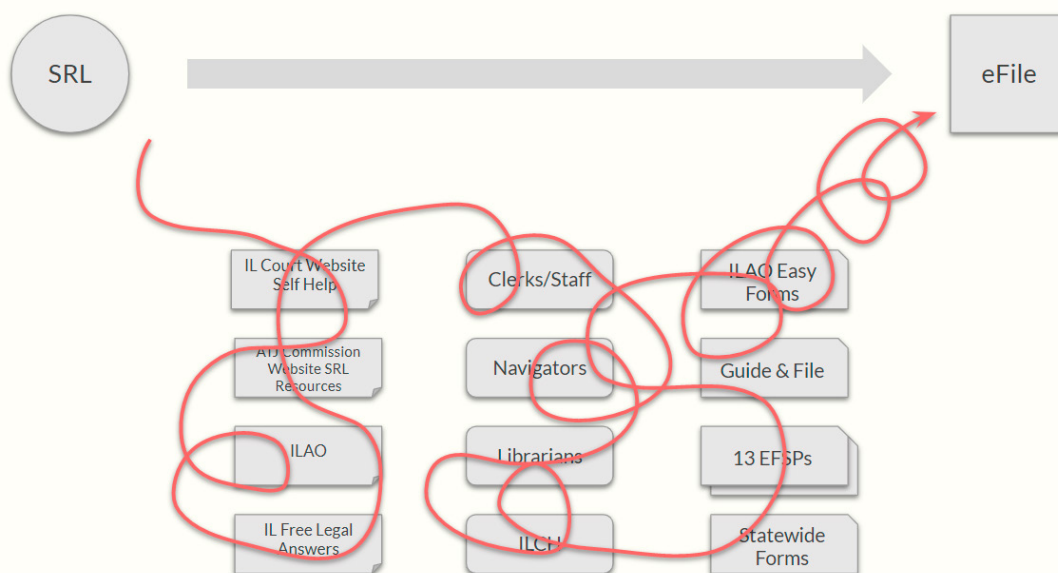 SRL
eFile
IL Court Website
Self Help
Clerks/Staff
ILAO Easy
Forms
ATJ Commission
Website SRL
Resources
Navigators
Guide & File
ILAO
Librarians
13 EFSPs
IL Free Legal
Answers
ILCH
Statewide
Forms